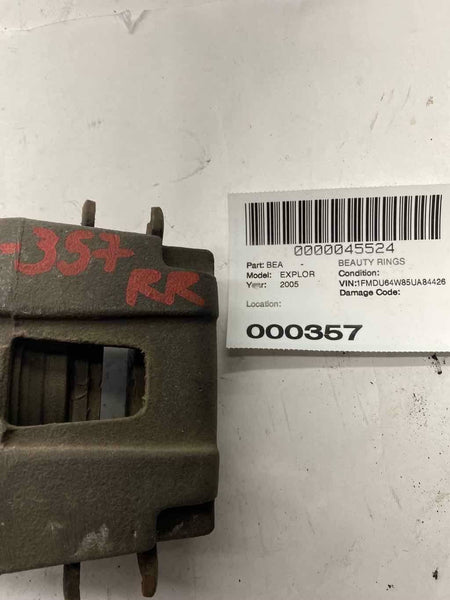 -357
RR
0000045524
Part: BEA BEAUTY RINGS
Model: EXPLOR Condition:
Year: 2005 VIN:1FMDU64W85UA84426
Damage Code:
Location:
000357